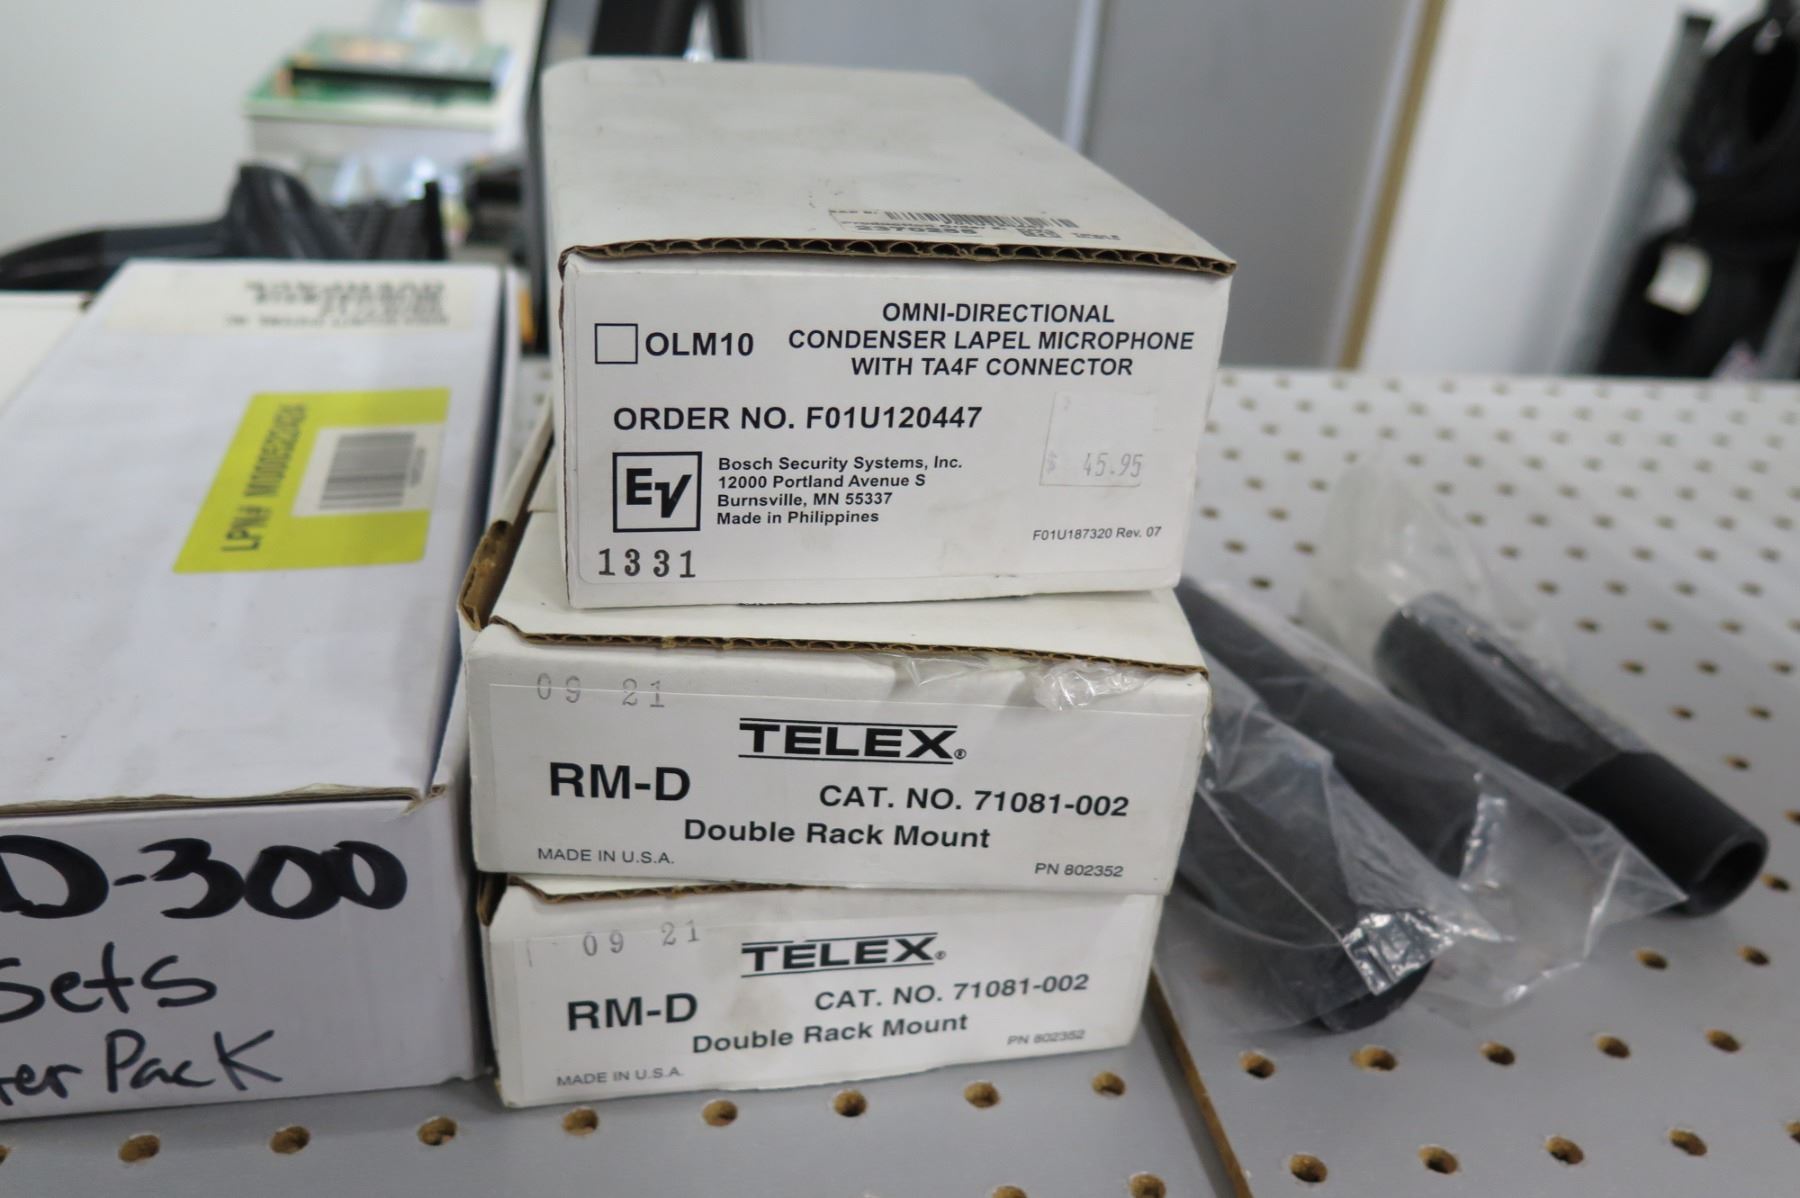 OMNI-DIRECTIONAL
CONDENSER LAPEL MICROPHONE
WITH TA4F CONNECTOR
OLM10
ORDER NO. F01U120447
EV
Bosch Security Systems, Inc.
12000 Portland Avenue S
Burnsville, MN 55337
Made in Philippines
$ 45.95
F01U187320 Rev. 07
1331
09 21
TELEX®
RM-D
CAT. NO. 71081-002
Double Rack Mount
MADE IN U.S.A.
PN 802352
09 21
TELEX®
RM-D
CAT. NO. 71081-002
Double Rack Mount
MADE IN U.S.A.
PN 802352
D-300
Sets
Pack